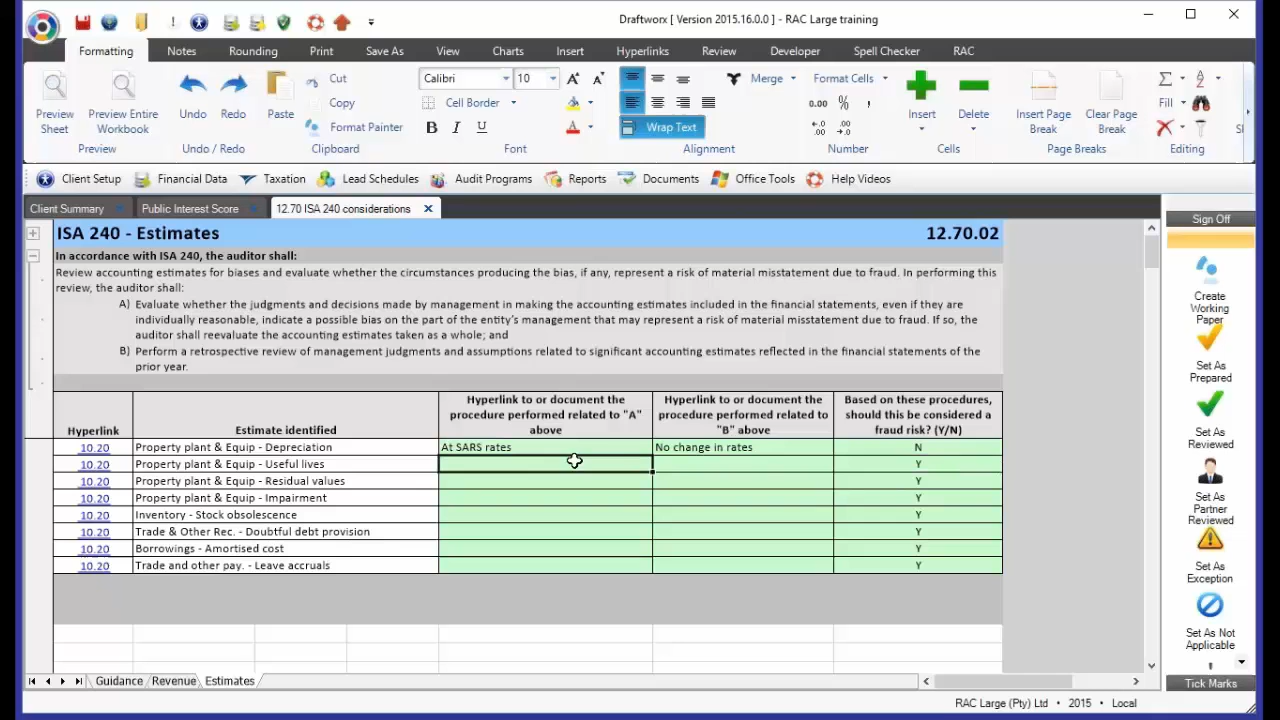 Draftworx [ Version 2015.16.0.0 ] - RAC Large training
Formatting Notes Rounding Print Save As View Charts Insert Hyperlinks Review Developer Spell Checker RAC
Preview Sheet
Preview Entire Workbook
Undo Redo
Paste
Cut
Copy
Format Painter
Calibri 10
Cell Border
B I U
Merge
Wrap Text
Format Cells
0.00 % ,
Insert
Delete
Insert Page Break
Clear Page Break
Fill
Preview Undo / Redo Clipboard Font Alignment Number Cells Page Breaks Editing
Client Setup Financial Data Taxation Lead Schedules Audit Programs Reports Documents Office Tools Help Videos
Client Summary Public Interest Score 12.70 ISA 240 considerations
ISA 240 - Estimates 12.70.02
In accordance with ISA 240, the auditor shall:
Review accounting estimates for biases and evaluate whether the circumstances producing the bias, if any, represent a risk of material misstatement due to fraud. In performing this
review, the auditor shall:
A) Evaluate whether the judgments and decisions made by management in making the accounting estimates included in the financial statements, even if they are
individually reasonable, indicate a possible bias on the part of the entity's management that may represent a risk of material misstatement due to fraud. If so, the
auditor shall reevaluate the accounting estimates taken as a whole; and
B) Perform a retrospective review of management judgments and assumptions related to significant accounting estimates reflected in the financial statements of the
prior year.
Hyperlink
Estimate identified
Hyperlink to or document the
procedure performed related to "A"
above
Hyperlink to or document the
procedure performed related to
"B" above
Based on these procedures,
should this be considered a
fraud risk? (Y/N)
10.20 Property plant & Equip - Depreciation At SARS rates No change in rates N
10.20 Property plant & Equip - Useful lives Y
10.20 Property plant & Equip - Residual values Y
10.20 Property plant & Equip - Impairment Y
10.20 Inventory - Stock obsolescence Y
10.20 Trade & Other Rec. - Doubtful debt provision Y
10.20 Borrowings - Amortised cost Y
10.20 Trade and other pay. - Leave accruals Y
Guidance Revenue Estimates
Sign Off
Create
Working
Paper
Set As
Prepared
Set As
Reviewed
Set As
Partner
Reviewed
Set As
Exception
Set As Not
Applicable
Tick Marks
RAC Large (Pty) Ltd • 2015 • Local